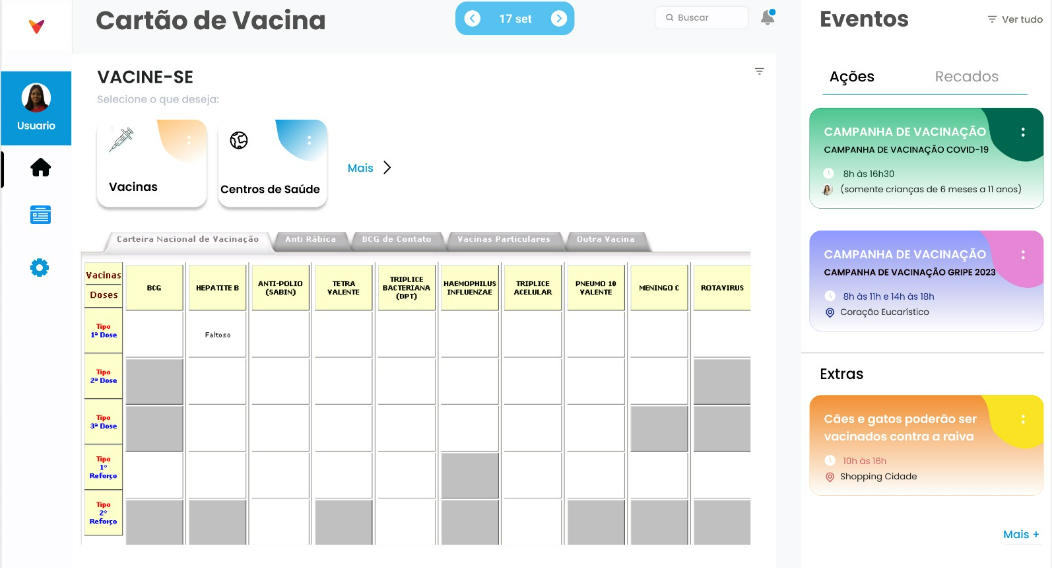 Cartão de Vacina
17 set
Buscar
Usuario
VACINE-SE
Selecione o que deseja:
Vacinas
Centros de Saúde
Mais
Carteira Nacional de Vacinação
Anti Rábica
BCG de Contato
Vacinas Particulares
Outra Vacina
Vacinas
Doses
BCG
HEPATITE B
ANTI-POLIO
(SABIN)
TETRA
VALENTE
TRIPLICE
BACTERIANA
(DPT)
HAEMOPHILUS
INFLUENZAE
TRIPLICE
ACELULAR
PNEUMO 10
VALENTE
MENINGO C
ROTAVIRUS
Tipo
1ª Dose
Faltoso
Tipo
2ª Dose
Tipo
3ª Dose
Tipo
1º
Reforço
Tipo
2º
Reforço
Eventos
Ver tudo
Ações
Recados
CAMPANHA DE VACINAÇÃO
CAMPANHA DE VACINAÇÃO COVID-19
8h às 16h30
(somente crianças de 6 meses a 11 anos)
CAMPANHA DE VACINAÇÃO
CAMPANHA DE VACINAÇÃO GRIPE 2023
8h às 11h e 14h às 18h
Coração Eucarístico
Extras
Cães e gatos poderão ser
vacinados contra a raiva
10h às 16h
Shopping Cidade
Mais +